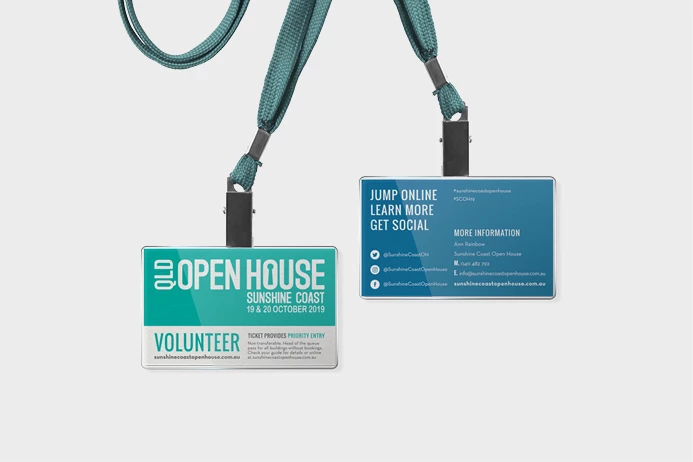 QLD OPEN HOUSE
SUNSHINE COAST
19 & 20 OCTOBER 2019
VOLUNTEER
sunshinecoastopenhouse.com.au
TICKET PROVIDES PRIORITY ENTRY
Non-transferable. Head of the queue
pass for all buildings without bookings.
Check your guide for details or online
at sunshinecoastopenhouse.com.au
JUMP ONLINE
LEARN MORE
GET SOCIAL
@SunshineCoastOH
@SunshineCoastOpenHouse
@SunshineCoastOpenHouse
#sunshinecoastopenhouse
MORE INFORMATION
Ann Rainbow
Sunshine Coast Open House
M.
E. info@sunshinecoastopenhouse.com.au
sunshinecoastopenhouse.com.au